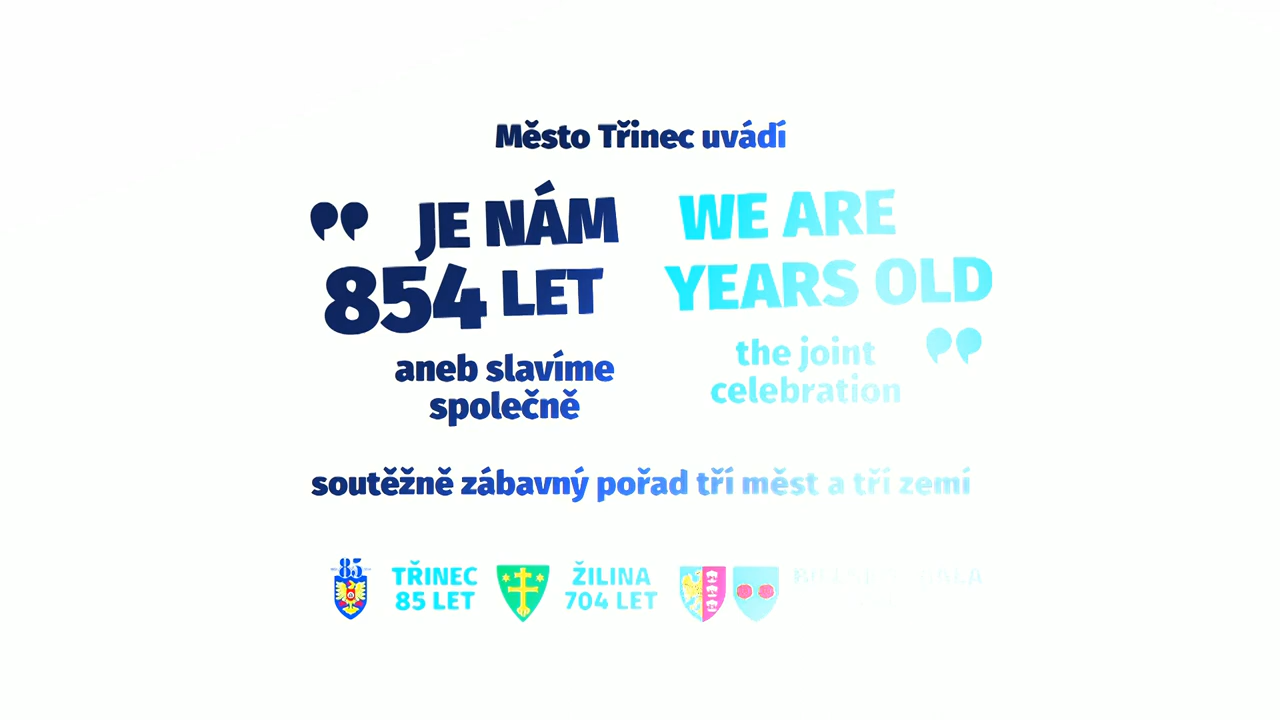 Město Třinec uvádí
JE NÁM
854 LET
aneb slavíme
společně
WE ARE
YEARS OLD
the joint
celebration
soutěžně zábavný pořad tří měst a tří zemí
85
TŘINEC
85 LET
ŽILINA
704 LET